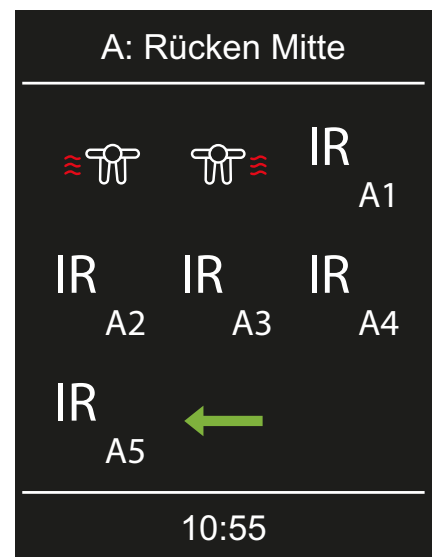 A: Rücken Mitte
IR A1
IR A2 IR A3 IR A4
IR A5
10:55